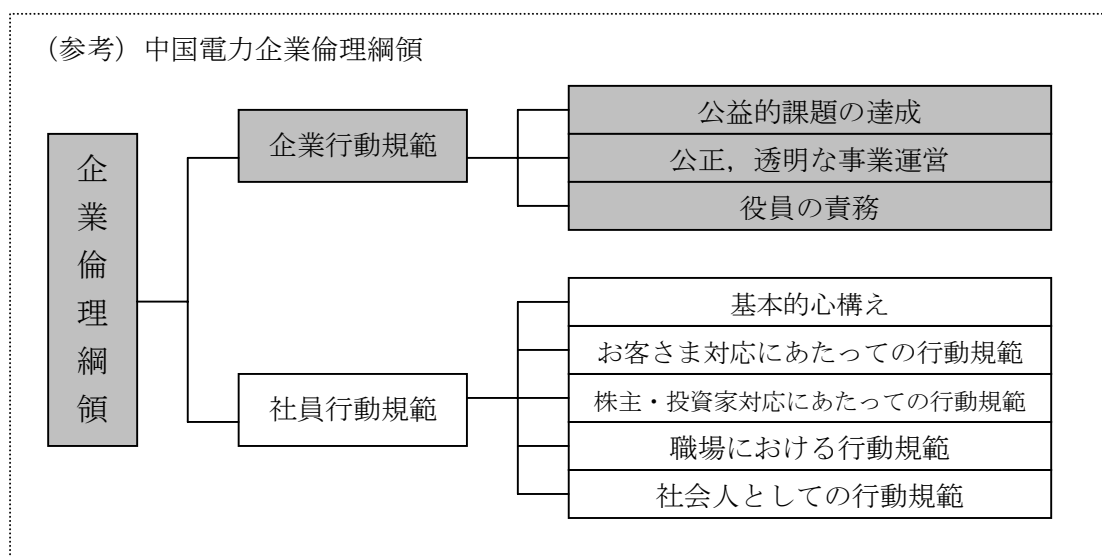 (参考) 中国電力企業倫理綱領
企業倫理綱領
企業行動規範
公益的課題の達成
公正，透明な事業運営
役員の責務
社員行動規範
基本的心構え
お客さま対応にあたっての行動規範
株主・投資家対応にあたっての行動規範
職場における行動規範
社会人としての行動規範